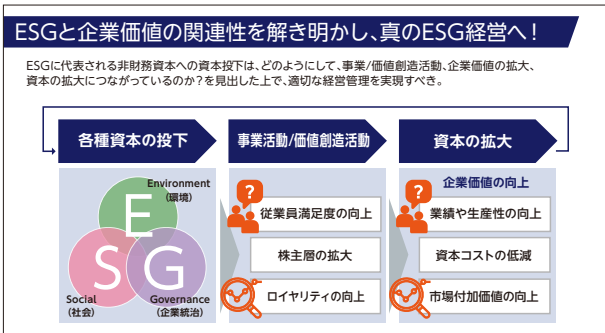 ESGと企業価値の関連性を解き明かし、真のESG経営へ！
ESGに代表される非財務資本への資本投下は、どのようにして、事業/価値創造活動、企業価値の拡大、
資本の拡大につながっているのか？を見出した上で、適切な経営管理を実現すべき。
各種資本の投下
事業活動/価値創造活動
資本の拡大
Environment
(環境)
E
S
G
Social
(社会)
Governance
(企業統治)
?
従業員満足度の向上
株主層の拡大
ロイヤリティの向上
企業価値の向上
?
業績や生産性の向上
資本コストの低減
市場付加価値の向上